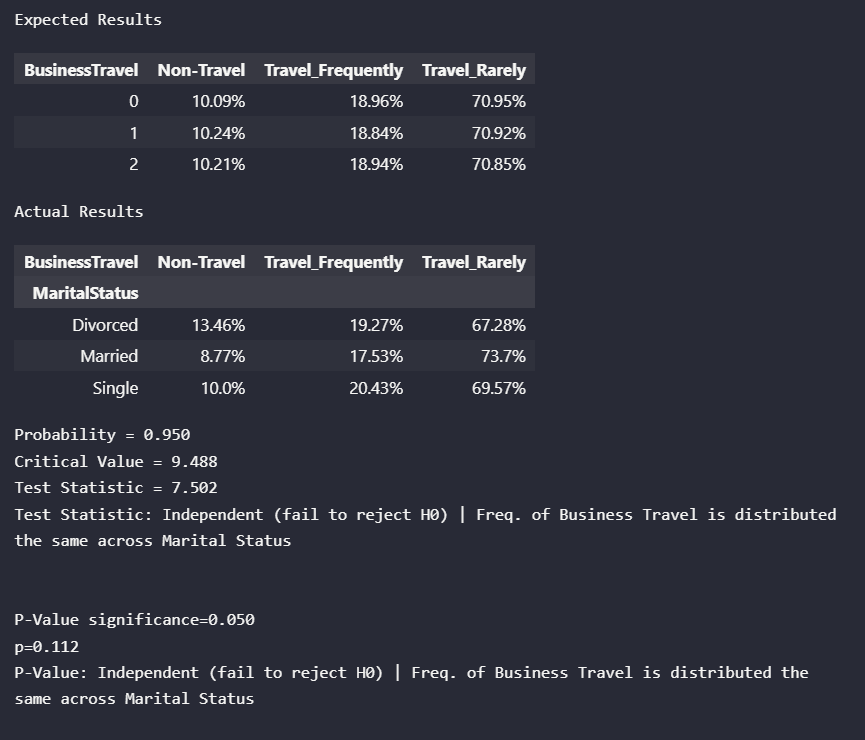 Expected Results
BusinessTravel Non-Travel Travel_Frequently Travel_Rarely
0 10.09% 18.96% 70.95%
1 10.24% 18.84% 70.92%
2 10.21% 18.94% 70.85%
Actual Results
BusinessTravel Non-Travel Travel_Frequently Travel_Rarely
MaritalStatus
Divorced 13.46% 19.27% 67.28%
Married 8.77% 17.53% 73.7%
Single 10.0% 20.43% 69.57%
Probability = 0.950
Critical Value = 9.488
Test Statistic = 7.502
Test Statistic: Independent (fail to reject H0) | Freq. of Business Travel is distributed
the same across Marital Status
P-Value significance=0.050
p=0.112
P-Value: Independent (fail to reject H0) | Freq. of Business Travel is distributed the
same across Marital Status